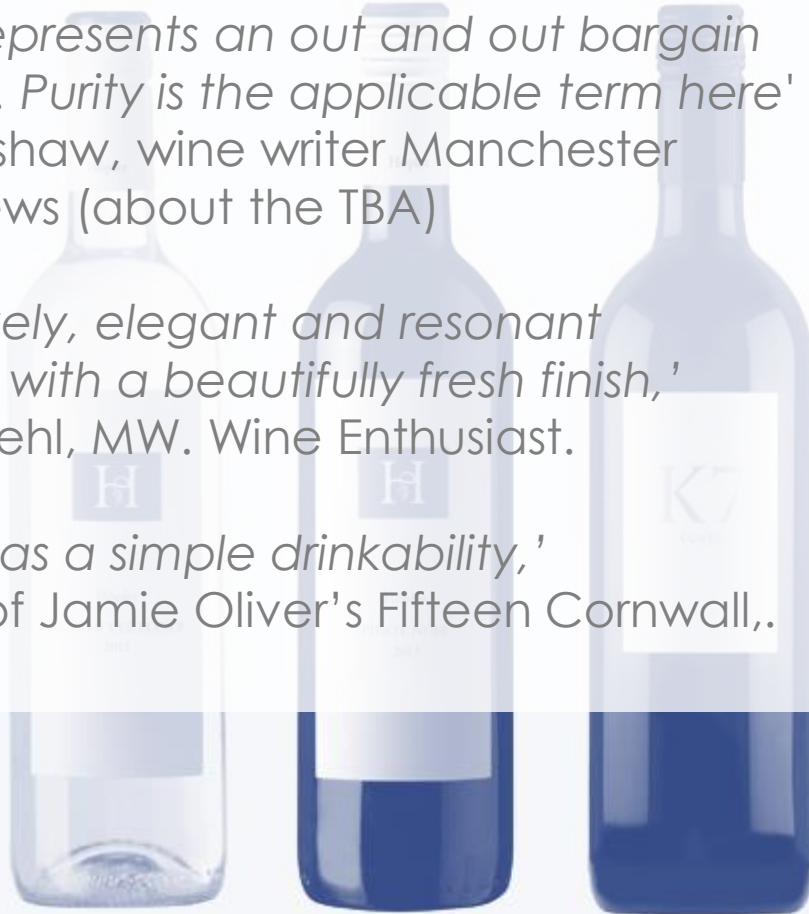 epresents an out and out bargain
. Purity is the applicable term here'
shaw, wine writer Manchester
ews (about the TBA)
ely, elegant and resonant
with a beautifully fresh finish,’
ehl, MW. Wine Enthusiast.
as a simple drinkability,’
of Jamie Oliver’s Fifteen Cornwall,.
H
H
K7